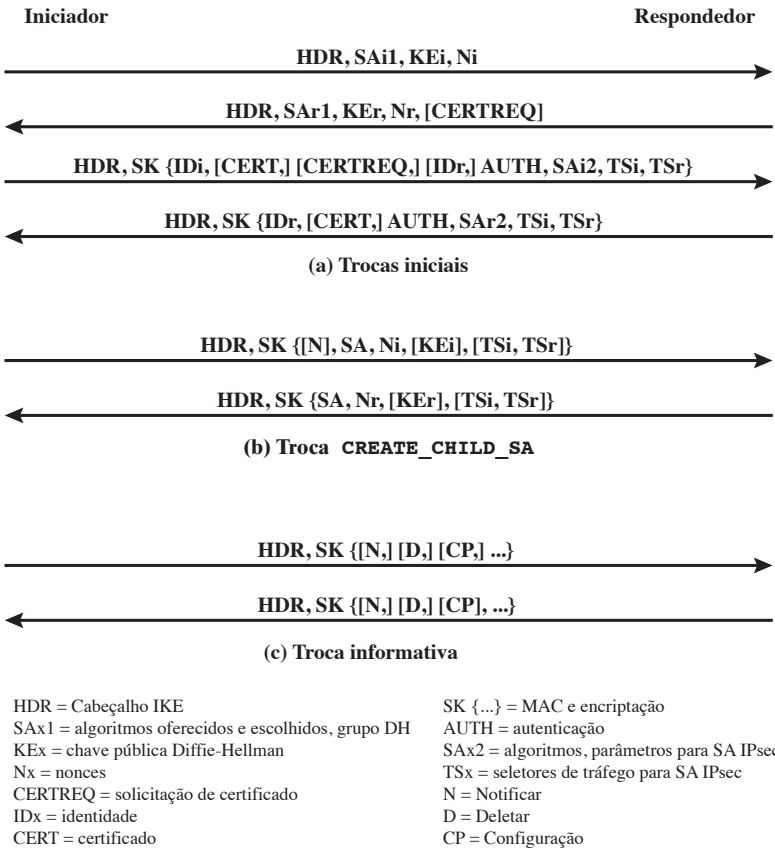 Iniciador Respondedor
HDR, SAi1, KEi, Ni
HDR, SAr1, KEr, Nr, [CERTREQ]
HDR, SK {IDi, [CERT,] [CERTREQ,] [IDr,] AUTH, SAi2, TSi, TSr}
HDR, SK {IDr, [CERT,] AUTH, SAr2, TSi, TSr}
(a) Trocas iniciais
HDR, SK {[N], SA, Ni, [KEi], [TSi, TSr]}
HDR, SK {SA, Nr, [KEr], [TSi, TSr]}
(b) Troca CREATE_CHILD_SA
HDR, SK {[N,] [D,] [CP,] ...}
HDR, SK {[N,] [D,] [CP], ...}
(c) Troca informativa
HDR = Cabeçalho IKE
SAx1 = algoritmos oferecidos e escolhidos, grupo DH
KEx = chave pública Diffie-Hellman
Nx = nonces
CERTREQ = solicitação de certificado
IDx = identidade
CERT = certificado
SK {...} = MAC e encriptação
AUTH = autenticação
SAx2 = algoritmos, parâmetros para SA IPsec
TSx = seletores de tráfego para SA IPsec
N = Notificar
D = Deletar
CP = Configuração